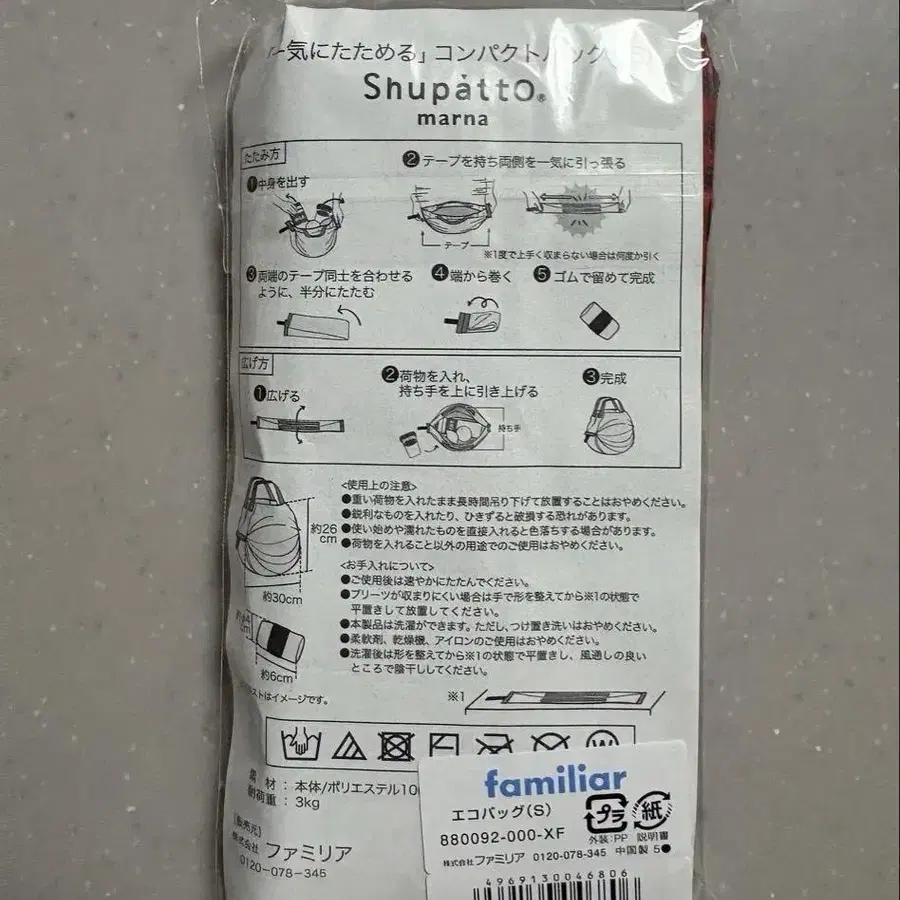 一気にたためる」コンパクトバッグ
Shupatto®
marna
たたみ方
❶中身を出す
❷テープを持ち両側を一気に引っ張る
テープ
※1度で上手く収まらない場合は何度か引く
❸両端のテープ同士を合わせる
ように、半分にたたむ
❹端から巻く
❺ゴムで留めて完成
広げ方
❶広げる
❷荷物を入れ、
持ち手を上に引き上げる
持ち手
❸完成
約26
cm
約30cm
cm
約6cm
ストはイメージです。
<使用上の注意>
●重い荷物を入れたまま長時間吊り下げて放置することはおやめください。
●鋭利なものを入れたり、ひきずると破損する恐れがあります。
●使い始めや濡れたものを直接入れると色落ちする場合があります。
●荷物を入れること以外の用途でのご使用はおやめください。
<お手入れについて>
●ご使用後は速やかにたたんでください。
●プリーツが収まりにくい場合は手で形を整えてから※1の状態で
平置きして放置してください。
●本製品は洗濯ができます。ただし、つけ置き洗いはおやめください。
●柔軟剤、乾燥機、アイロンのご使用はおやめください。
●洗濯後は形を整えてから※1の状態で平置きし、風通しの良い
ところで陰干ししてください。
※1
W
素 材：本体/ポリエステル10
耐荷重：3kg
(販売元)
株式会社 ファミリア
0120-078-345
familiar
エコバッグ(S)
880092-000-XF
プラ
紙
外装:PP 説明書
株式会社ファミリア 0120-078-345 中国製 5●
4969130046806